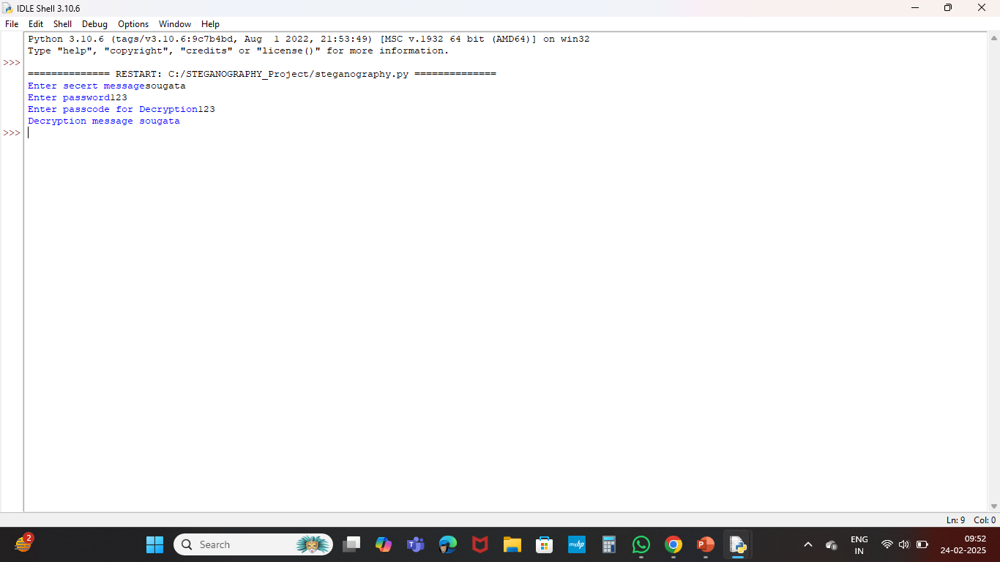 IDLE Shell 3.10.6
File Edit Shell Debug Options Window Help
Python 3.10.6 (tags/v3.10.6:9c7b4bd, Aug  1 2022, 21:53:49) [MSC v.1932 64 bit (AMD64)] on win32
Type "help", "copyright", "credits" or "license()" for more information.
>>>
============== RESTART: C:/STEGANOGRAPHY_Project/steganography.py ==============
Enter secert messagesougata
Enter password123
Enter passcode for Decryption123
Decryption message sougata
>>>
Ln: 9 Col: 0
2
Search
myhp
P
ENG
IN
09:52
24-02-2025